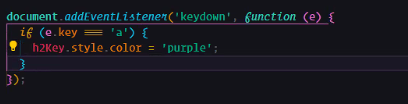 document.addEventListener('keydown', function (e) {
if (e.key === 'a') {
h2Key.style.color = 'purple';
}
});